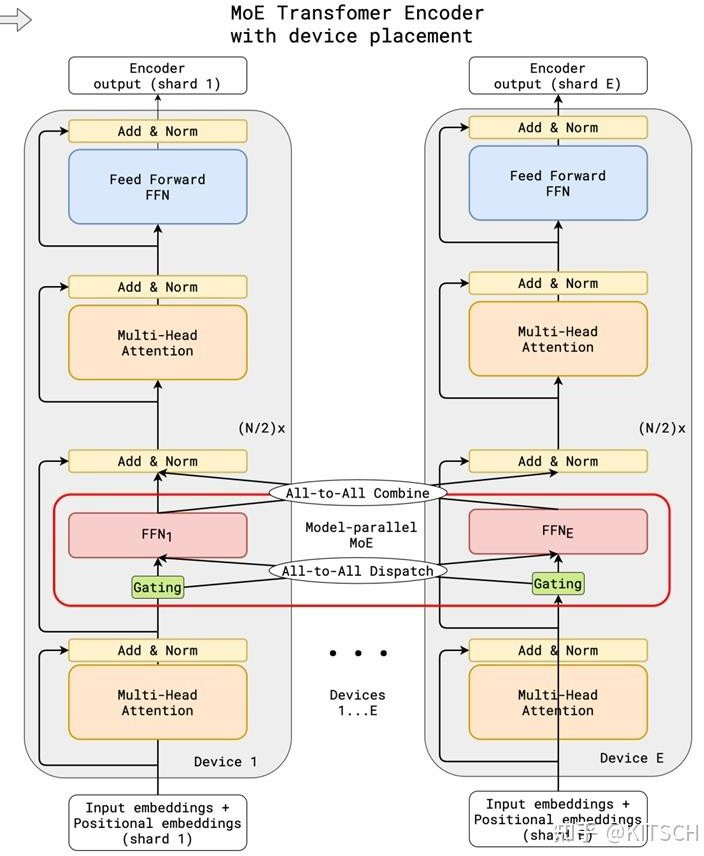 MoE Transfomer Encoder
with device placement
Encoder
output (shard 1)
Add & Norm
Feed Forward
FFN
Add & Norm
Multi-Head
Attention
(N/2)x
Add & Norm
FFN1
Gating
Add & Norm
Multi-Head
Attention
Device 1
Input embeddings +
Positional embeddings
(shard 1)
All-to-All Combine
Model-parallel
MoE
All-to-All Dispatch
Devices
1...E
Encoder
output (shard E)
Add & Norm
Feed Forward
FFN
Add & Norm
Multi-Head
Attention
(N/2)x
Add & Norm
FFNE
Gating
Add & Norm
Multi-Head
Attention
Device E
Input embeddings +
Positional embeddings
知乎 @KITSCH